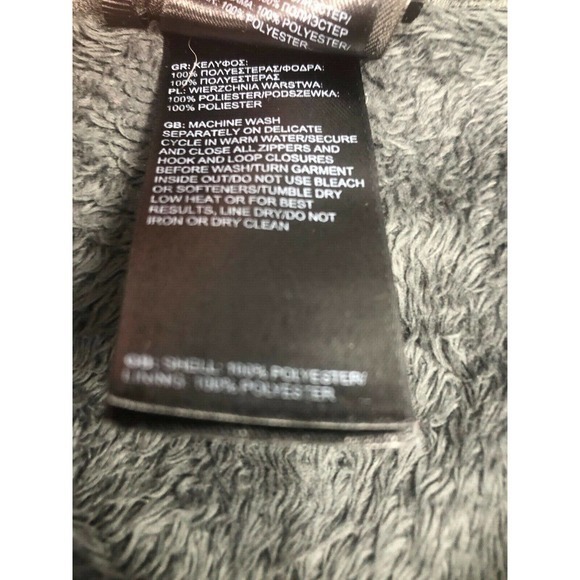 100% POLYESTER/
POLYESTER.
GR: ΚΕΛΥΦΟΣ:
100% ΠΟΛΥΕΣΤΕΡΑΣ/ΦΟΔΡΑ:
100% ΠΟΛΥΕΣΤΕΡΑΣ
PL: WIERZCHNIA WARSTWA:
100% POLIESTER/PODSZEWKA:
100% POLIESTER
GB: MACHINE WASH
SEPARATELY ON DELICATE
CYCLE IN WARM WATER/SECURE
AND CLOSE ALL ZIPPERS AND
HOOK AND LOOP CLOSURES
BEFORE WASH/TURN GARMENT
INSIDE OUT/DO NOT USE BLEACH
OR SOFTENERS/TUMBLE DRY
LOW HEAT OR FOR BEST
RESULTS, LINE DRY/DO NOT
IRON OR DRY CLEAN
GB: SHELL: 100% POLYESTER/
LINING 100% POLYESTER